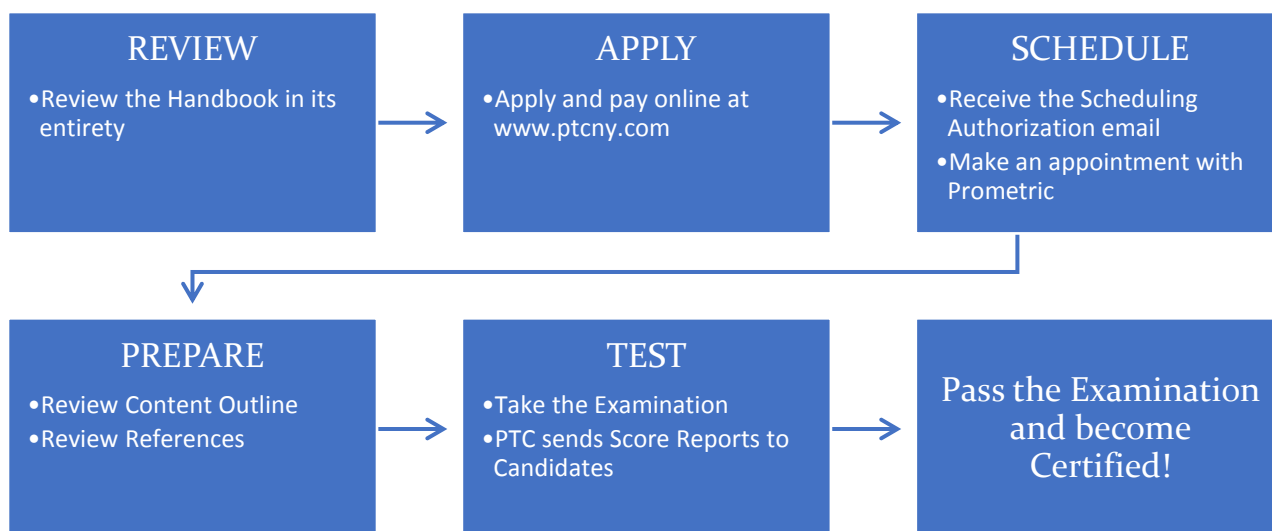 REVIEW
•Review the Handbook in its
entirety
APPLY
•Apply and pay online at
www.ptcny.com
SCHEDULE
•Receive the Scheduling
Authorization email
•Make an appointment with
Prometric
PREPARE
•Review Content Outline
•Review References
TEST
•Take the Examination
•PTC sends Score Reports to
Candidates
Pass the Examination
and become
Certified!